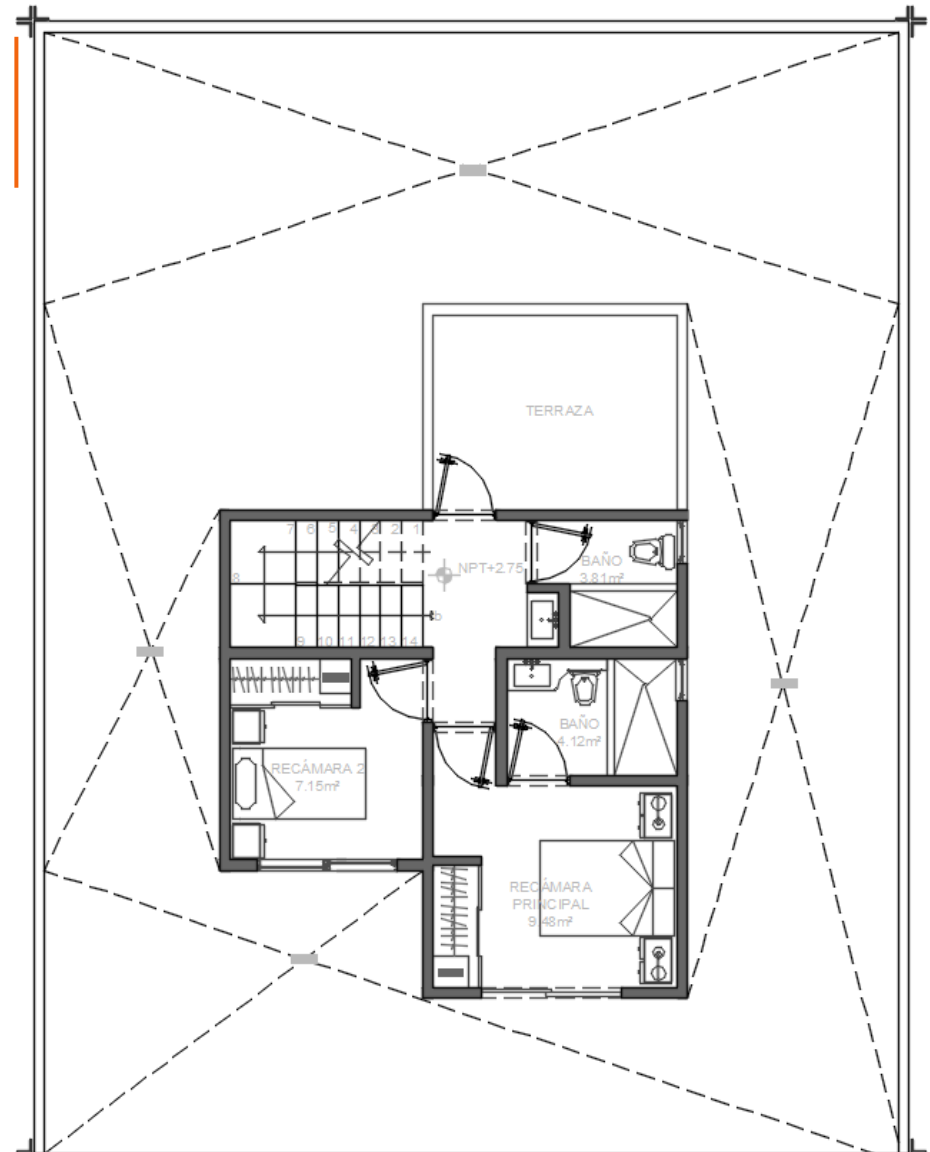 TERRAZA
7 6 5 4 3 2 1
NPT+2.75
BAÑO
3.81m²
8
b
9 10 11 12 13 14
BAÑO
4.12m²
RECÁMARA 2
7.15m²
RECÁMARA
PRINCIPAL
9.48m²